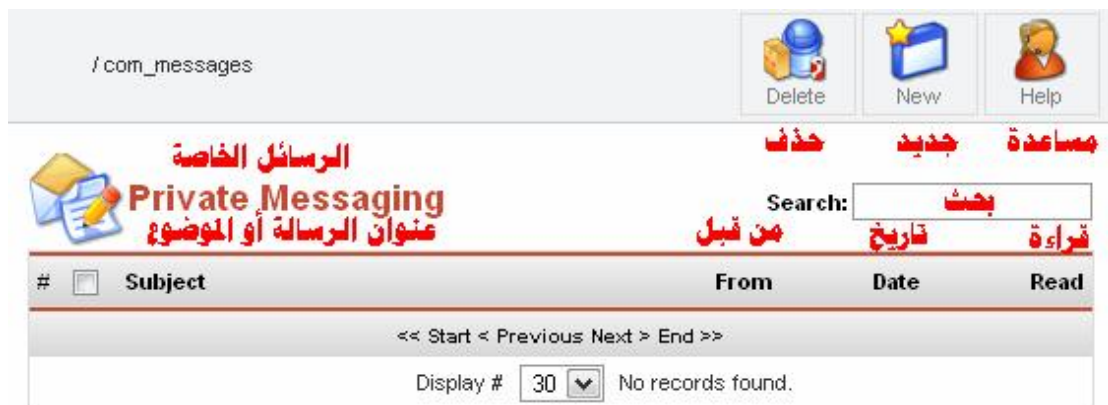 / com_messages
Delete New Help
حذف جديد مساعدة
الرسائل الخاصة
Private Messaging
Search: بحث
عنوان الرسالة أو الموضوع من قبل تاريخ قراءة
# Subject From Date Read
<< Start < Previous Next > End >>
Display # 30 No records found.